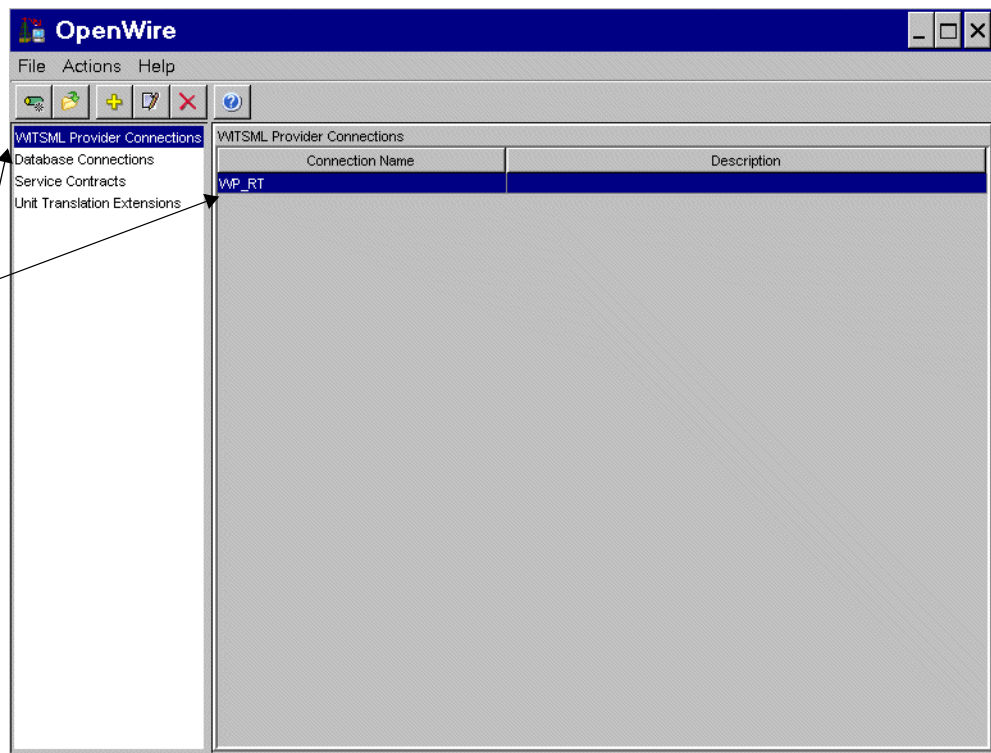 OpenWire
File Actions Help
WITSML Provider Connections
Database Connections
Service Contracts
Unit Translation Extensions
WITSML Provider Connections
Connection Name Description
WP_RT